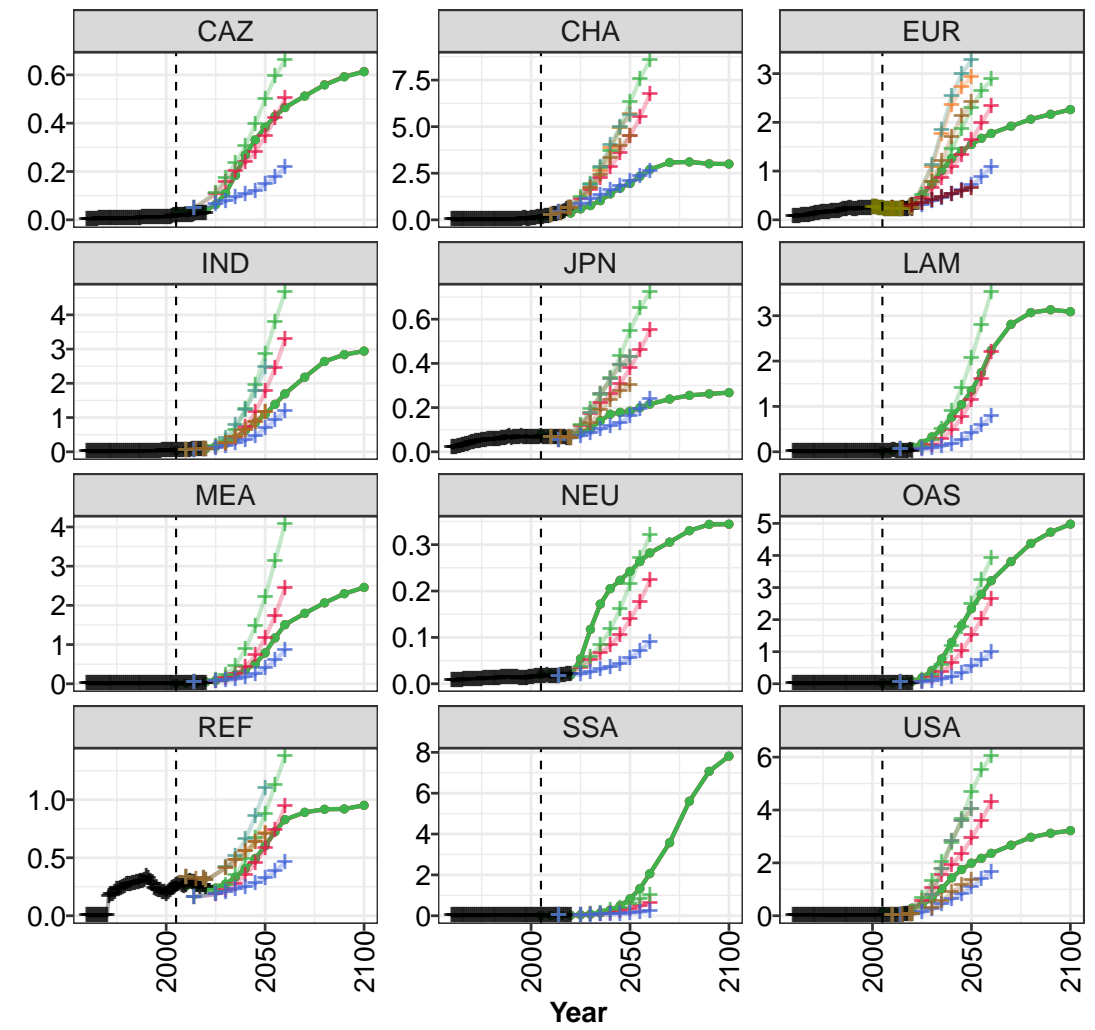 CAZ CHA EUR
0.6 7.5 3
0.4 5.0 2
0.2 2.5 1
0.0 0.0 0
IND JPN LAM
4 0.6 3
3 0.4 2
2 0.2 1
1 0.0 0
0
MEA NEU OAS
4 0.3 5
3 0.2 4
2 0.1 3
1 0.0 2
0 1
0
REF SSA USA
1.0 8 6
0.5 6 4
0.0 4 2
2 0
0
2000 2050 2100 2000 2050 2100 2000 2050 2100
Year